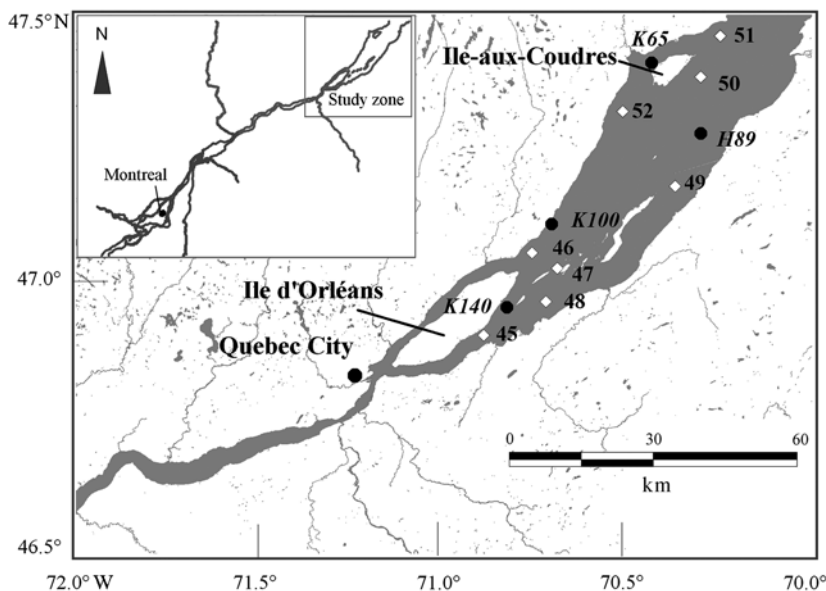 47.5°N
N
Study zone
Montreal
K65
51
Ile-aux-Coudres
50
52
H89
49
K100
46
47.0°
47
Ile d'Orléans
K140
48
45
Quebec City
0 30 60
km
46.5°
72.0° W 71.5° 71.0° 70.5° 70.0°